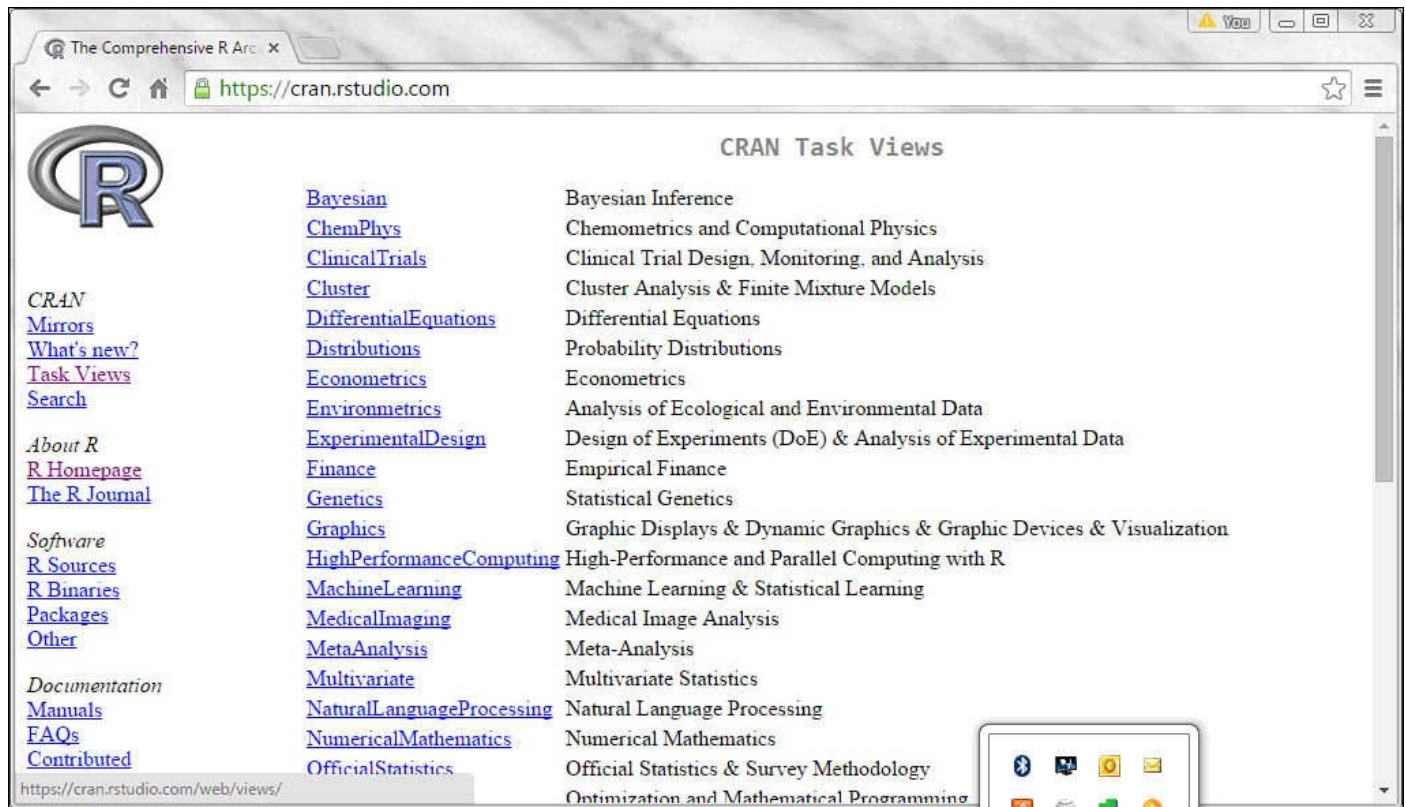 The Comprehensive R Arc
You
https://cran.rstudio.com
R
CRAN
Mirrors
What's new?
Task Views
Search
About R
R Homepage
The R Journal
Software
R Sources
R Binaries
Packages
Other
Documentation
Manuals
FAQs
Contributed
https://cran.rstudio.com/web/views/
CRAN Task Views
Bayesian Bayesian Inference
ChemPhys Chemometrics and Computational Physics
ClinicalTrials Clinical Trial Design, Monitoring, and Analysis
Cluster Cluster Analysis & Finite Mixture Models
DifferentialEquations Differential Equations
Distributions Probability Distributions
Econometrics Econometrics
Environmetrics Analysis of Ecological and Environmental Data
ExperimentalDesign Design of Experiments (DoE) & Analysis of Experimental Data
Finance Empirical Finance
Genetics Statistical Genetics
Graphics Graphic Displays & Dynamic Graphics & Graphic Devices & Visualization
HighPerformanceComputing High-Performance and Parallel Computing with R
MachineLearning Machine Learning & Statistical Learning
MedicalImaging Medical Image Analysis
MetaAnalysis Meta-Analysis
Multivariate Multivariate Statistics
NaturalLanguageProcessing Natural Language Processing
NumericalMathematics Numerical Mathematics
OfficialStatistics Official Statistics & Survey Methodology
Optimization and Mathematical Programming